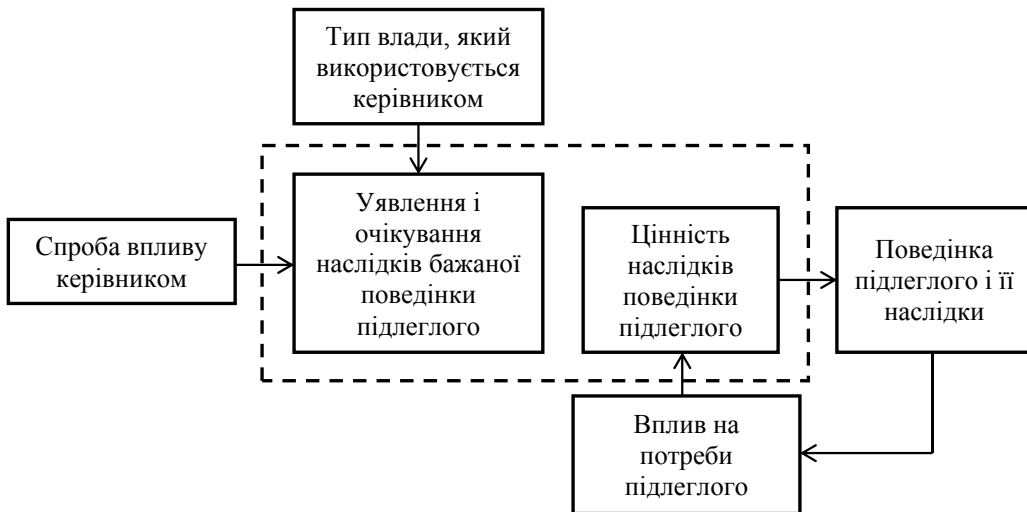 Тип влади, який
використовується
керівником
Спроба впливу
керівником
Уявлення і
очікування
наслідків бажаної
поведінки
підлеглого
Цінність
наслідків
поведінки
підлеглого
Поведінка
підлеглого і її
наслідки
Вплив на
потреби
підлеглого